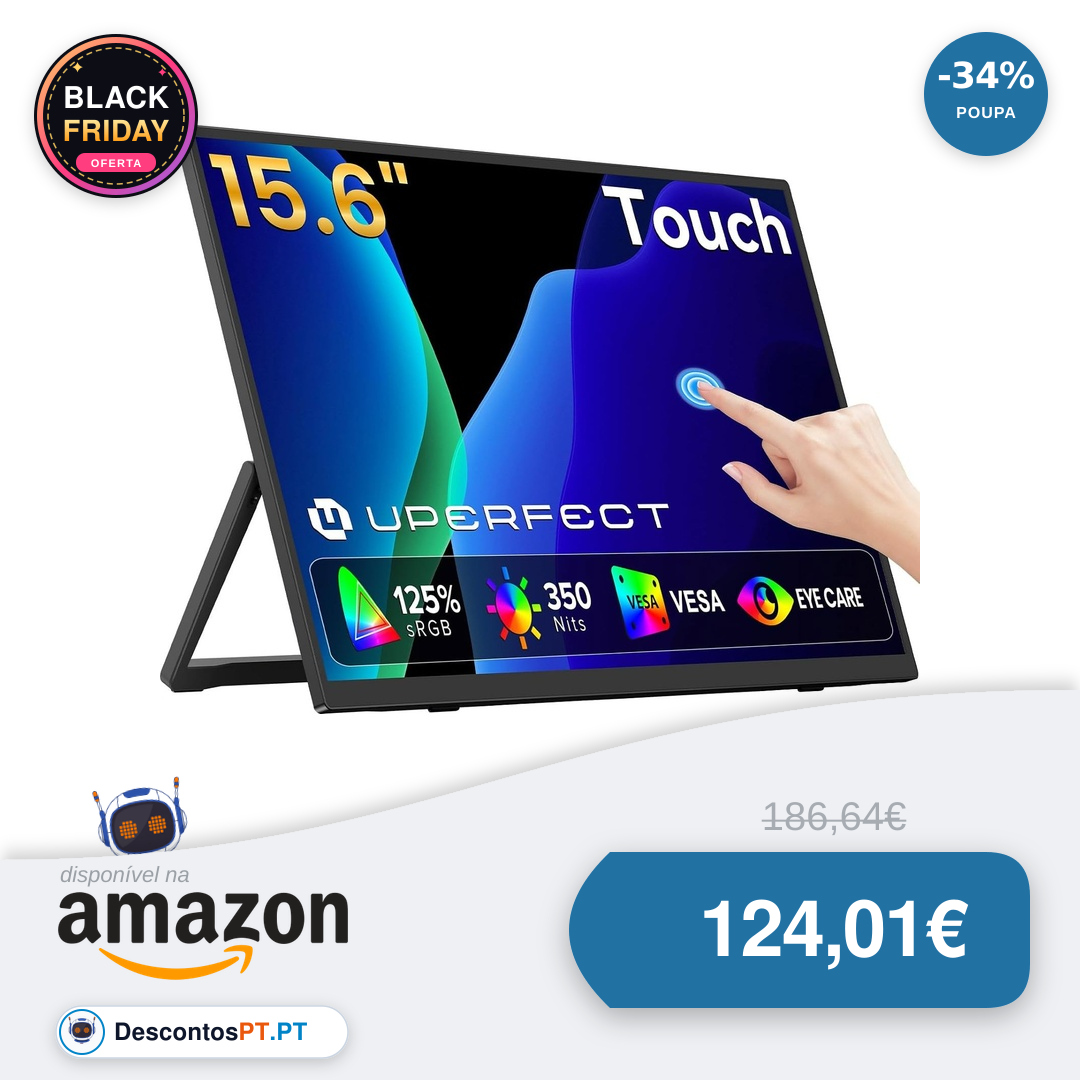 BLACK
FRIDAY
OFERTA
-34%
POUPA
15.6"
Touch
UPERFECT
125%
sRGB
350
Nits
VESA
VESA
EYE CARE
186,64€
124,01€
disponível na
amazon
DescontosPT.PT